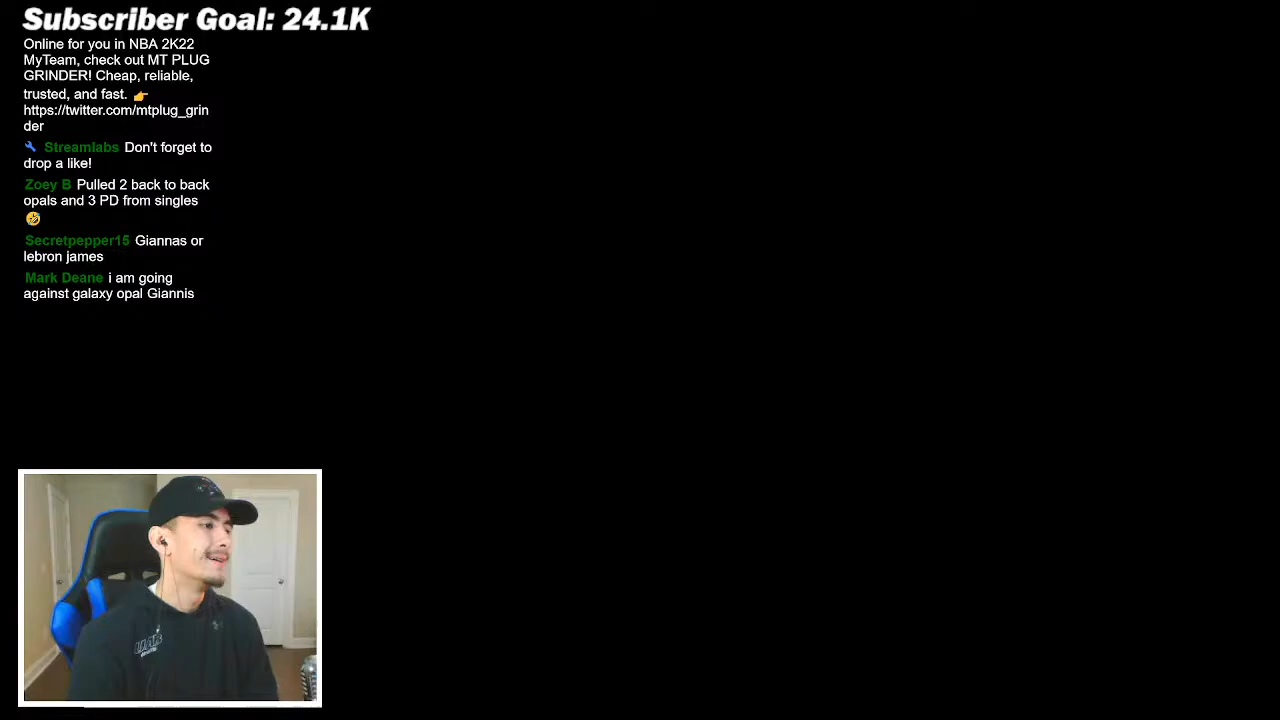 Subscriber Goal: 24.1K
Online for you in NBA 2K22
MyTeam, check out MT PLUG
GRINDER! Cheap, reliable,
trusted, and fast. 👉
https://twitter.com/mtplug_grin
der
Streamlabs Don't forget to
drop a like!
Zoey B Pulled 2 back to back
opals and 3 PD from singles
🤣
Secretpepper15 Giannas or
lebron james
Mark Deane i am going
against galaxy opal Giannis